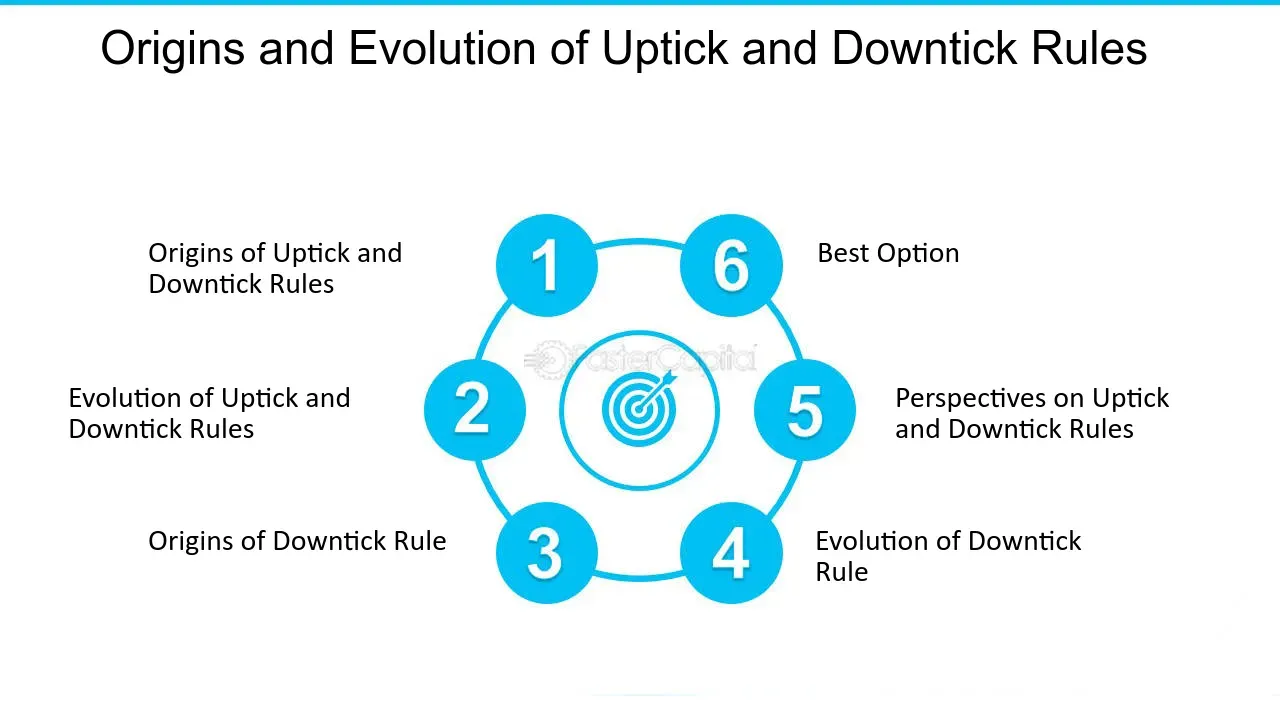 Origins and Evolution of Uptick and Downtick Rules
1
Origins of Uptick and
Downtick Rules
2
Evolution of Uptick and
Downtick Rules
3
Origins of Downtick Rule
4
Evolution of Downtick
Rule
5
Perspectives on Uptick
and Downtick Rules
6
Best Option
FasterCapital